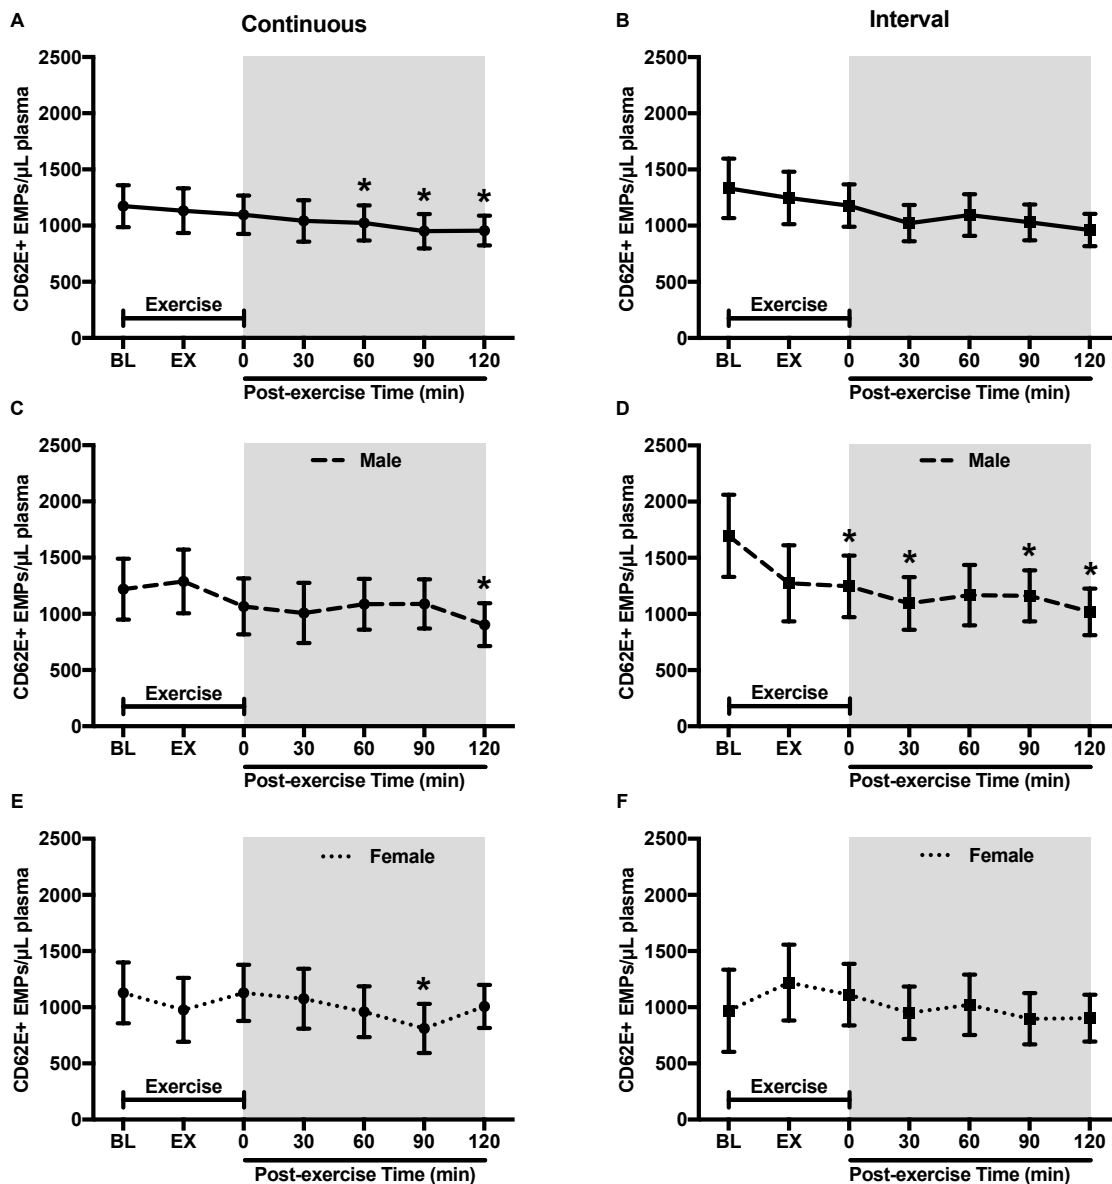 A
Continuous
CD62E+ EMPs/µL plasma
2500
2000
1500
1000
500
0
* * *
Exercise
BL EX 0 30 60 90 120
Post-exercise Time (min)
B
Interval
CD62E+ EMPs/µL plasma
2500
2000
1500
1000
500
0
Exercise
BL EX 0 30 60 90 120
Post-exercise Time (min)
C
CD62E+ EMPs/µL plasma
2500
2000
1500
1000
500
0
Male
*
Exercise
BL EX 0 30 60 90 120
Post-exercise Time (min)
D
CD62E+ EMPs/µL plasma
2500
2000
1500
1000
500
0
Male
* * * *
Exercise
BL EX 0 30 60 90 120
Post-exercise Time (min)
E
CD62E+ EMPs/µL plasma
2500
2000
1500
1000
500
0
Female
*
Exercise
BL EX 0 30 60 90 120
Post-exercise Time (min)
F
CD62E+ EMPs/µL plasma
2500
2000
1500
1000
500
0
Female
Exercise
BL EX 0 30 60 90 120
Post-exercise Time (min)